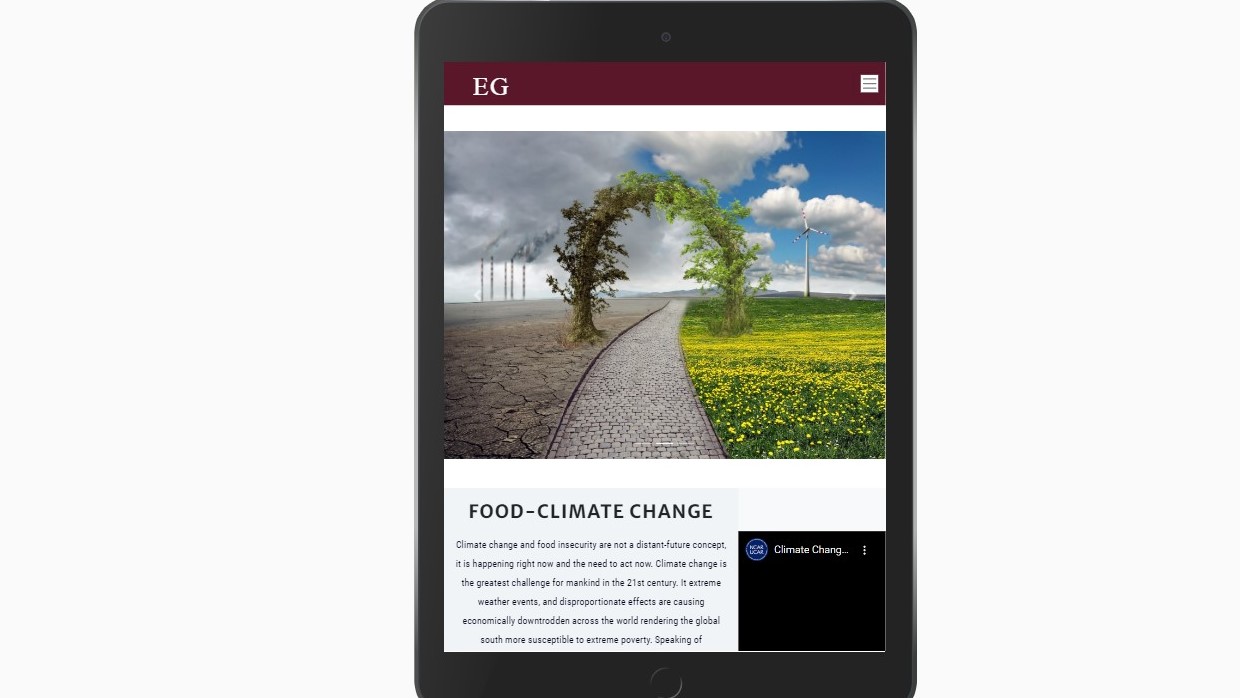 EG
FOOD-CLIMATE CHANGE
Climate change and food insecurity are not a distant-future concept,
it is happening right now and the need to act now. Climate change is
the greatest challenge for mankind in the 21st century. It extreme
weather events, and disproportionate effects are causing
economically downtrodden across the world rendering the global
south more susceptible to extreme poverty. Speaking of
NCAR
UCAR
Climate Chang...